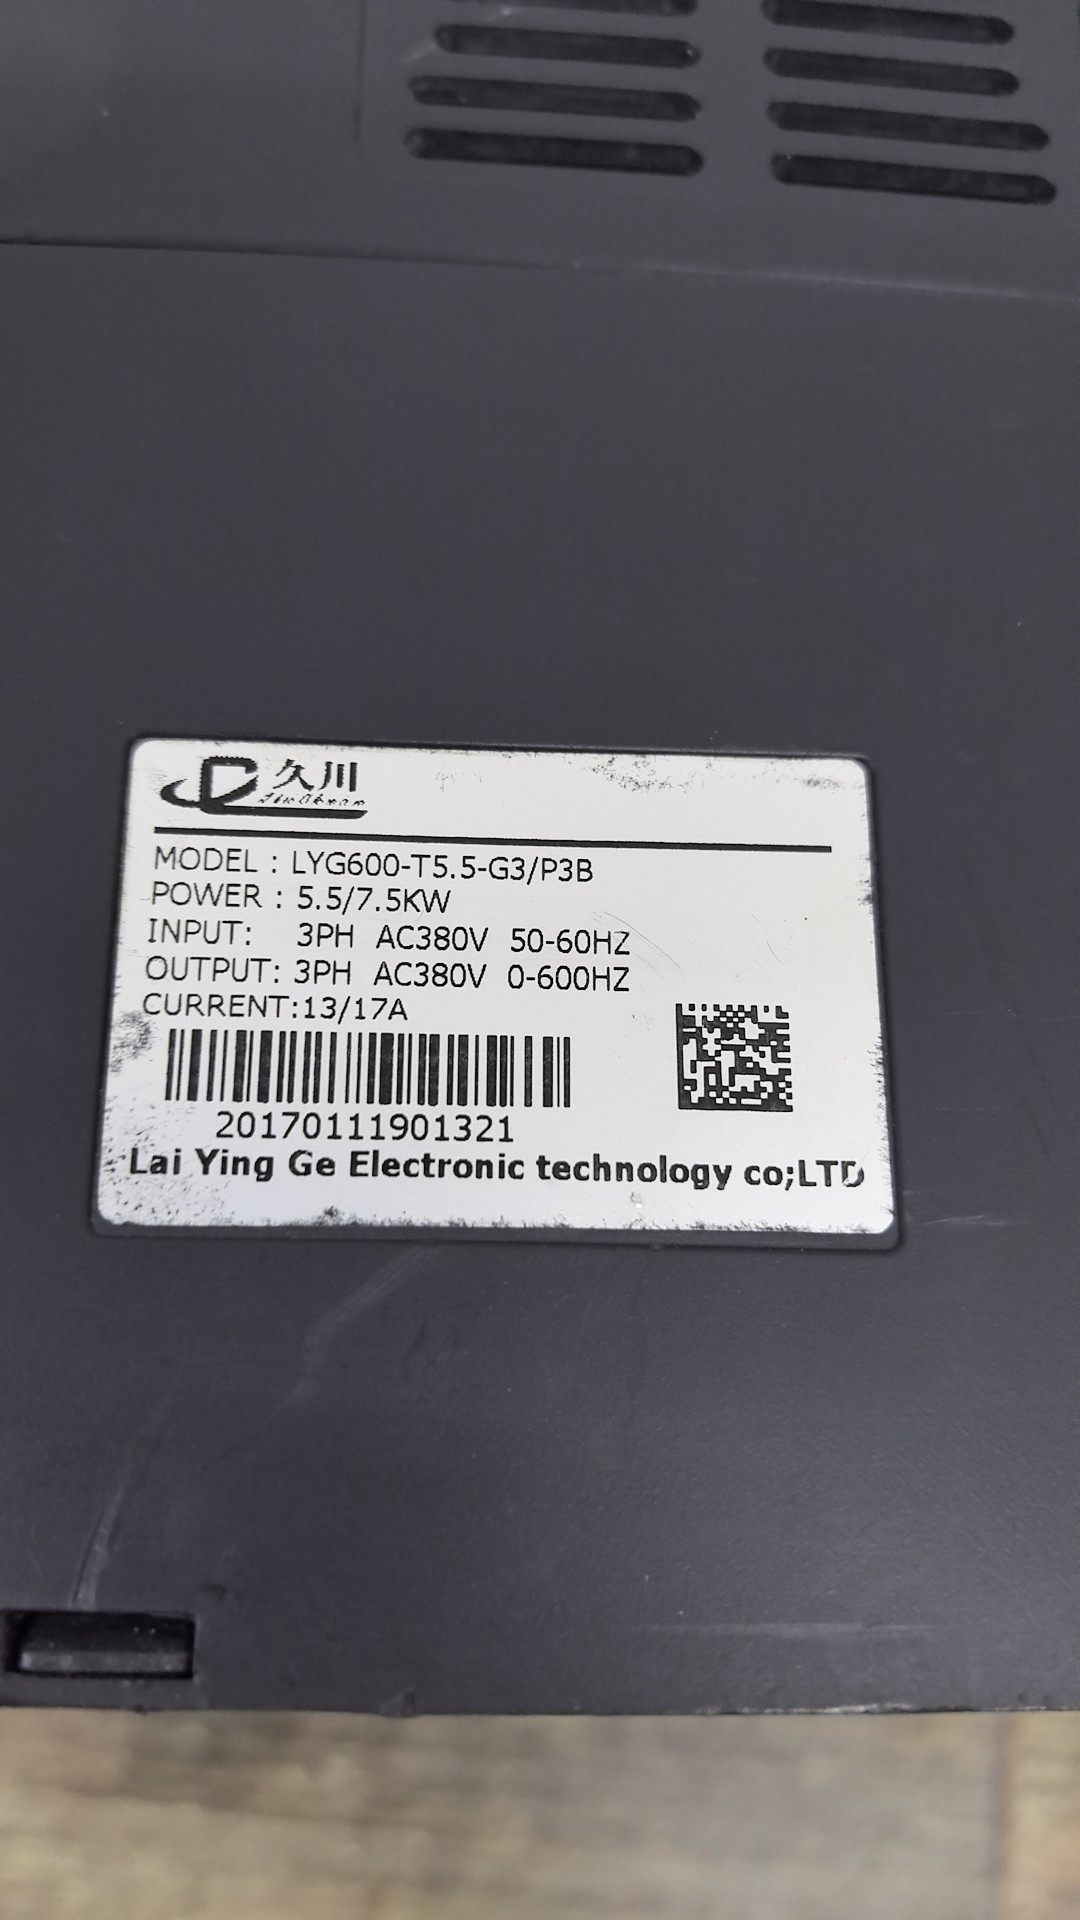 久川
MODEL : LYG600-T5.5-G3/P3B
POWER : 5.5/7.5KW
INPUT: 3PH AC380V 50-60HZ
OUTPUT: 3PH AC380V 0-600HZ
CURRENT:13/17A
20170111901321
Lai Ying Ge Electronic technology co;LTD